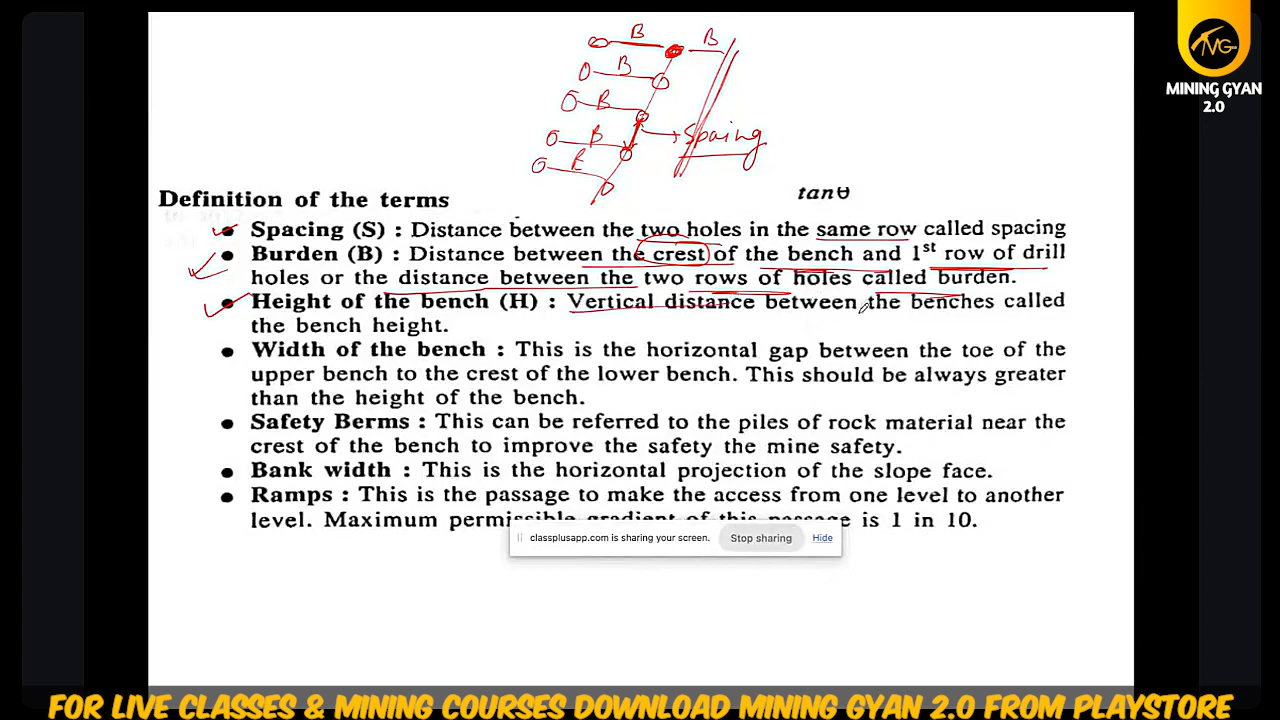 B
B
B
B
B
Spaing
MINING GYAN
2.0
Definition of the terms
tanθ
Spacing (S) : Distance between the two holes in the same row called spacing
Burden (B) : Distance between the crest of the bench and 1st row of drill
holes or the distance between the two rows of holes called burden.
Height of the bench (H) : Vertical distance between the benches called
the bench height.
Width of the bench : This is the horizontal gap between the toe of the
upper bench to the crest of the lower bench. This should be always greater
than the height of the bench.
Safety Berms : This can be referred to the piles of rock material near the
crest of the bench to improve the safety the mine safety.
Bank width : This is the horizontal projection of the slope face.
Ramps : This is the passage to make the access from one level to another
level. Maximum permissible gradient of this passage is 1 in 10.
classplusapp.com is sharing your screen. Stop sharing Hide
FOR LIVE CLASSES & MINING COURSES DOWNLOAD MINING GYAN 2.0 FROM PLAYSTORE